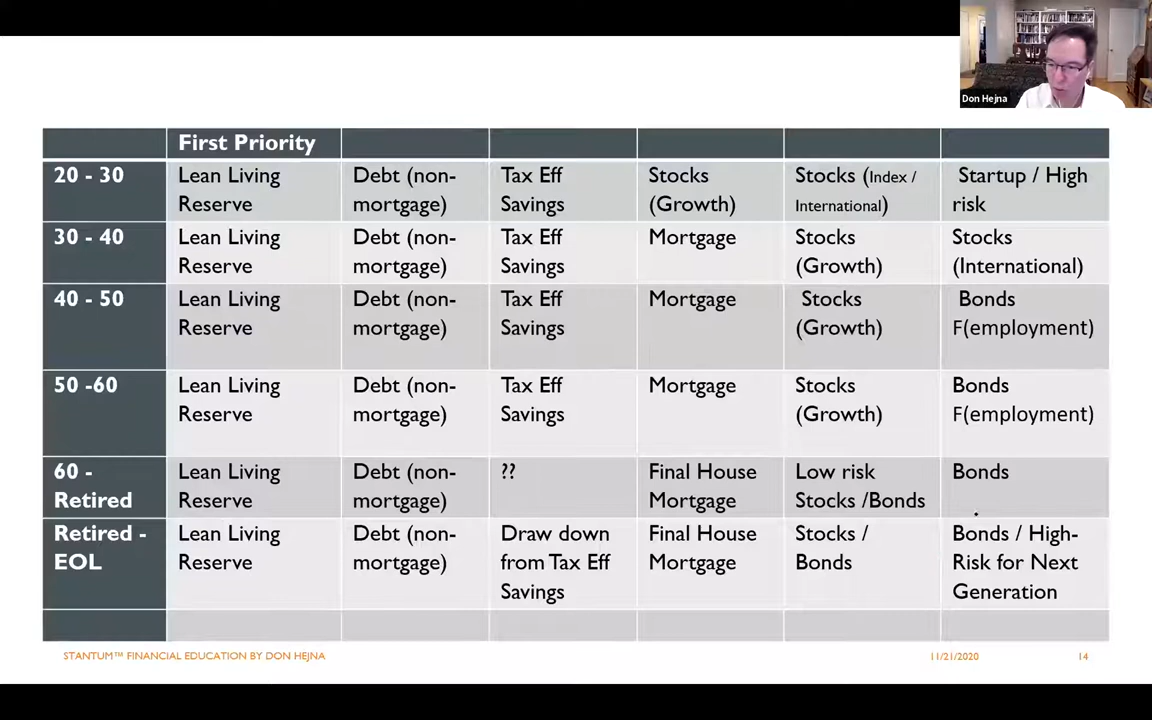 Don Hejna
First Priority
20 - 30
Lean Living
Reserve
Debt (non-
mortgage)
Tax Eff
Savings
Stocks
(Growth)
Stocks (Index /
International)
Startup / High
risk
30 - 40
Lean Living
Reserve
Debt (non-
mortgage)
Tax Eff
Savings
Mortgage
Stocks
(Growth)
Stocks
(International)
40 - 50
Lean Living
Reserve
Debt (non-
mortgage)
Tax Eff
Savings
Mortgage
Stocks
(Growth)
Bonds
F(employment)
50 -60
Lean Living
Reserve
Debt (non-
mortgage)
Tax Eff
Savings
Mortgage
Stocks
(Growth)
Bonds
F(employment)
60 -
Retired
Lean Living
Reserve
Debt (non-
mortgage)
??
Final House
Mortgage
Low risk
Stocks /Bonds
Bonds
Retired -
EOL
Lean Living
Reserve
Debt (non-
mortgage)
Draw down
from Tax Eff
Savings
Final House
Mortgage
Stocks /
Bonds
Bonds / High-
Risk for Next
Generation
STANTUM™ FINANCIAL EDUCATION BY DON HEJNA
11/21/2020
14